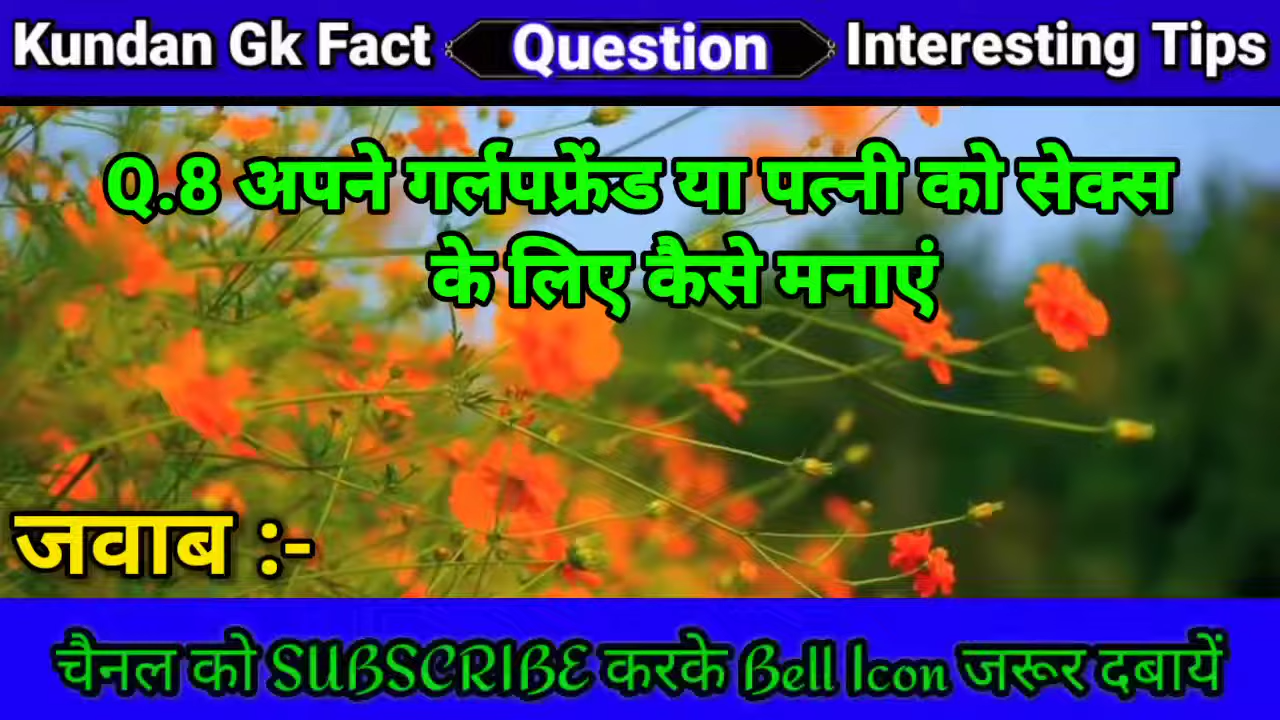 Kundan Gk Fact Question Interesting Tips
Q.8 अपने गर्लपफ्रेंड या पत्नी को सेक्स
के लिए कैसे मनाएं
जवाब :-
चैनल को SUBSCRIBE करके Bell Icon जरूर दबायें